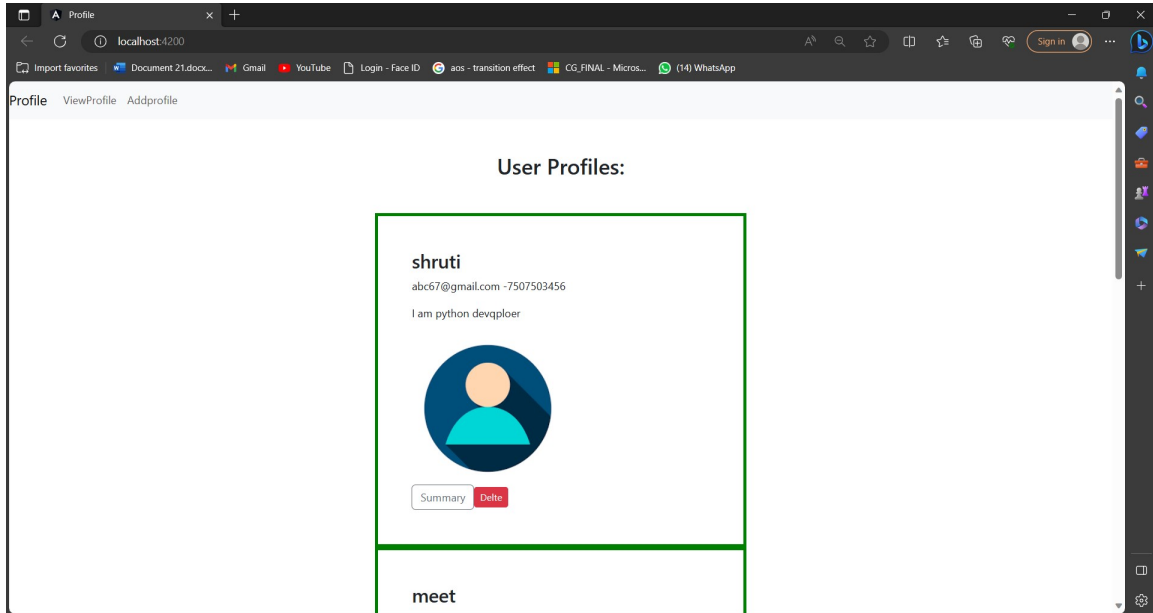 Profile
localhost:4200
Sign in
Import favorites Document 21.docx... Gmail YouTube Login - Face ID aos - transition effect CG_FINAL - Micros... (14) WhatsApp
Profile ViewProfile Addprofile
User Profiles:
shruti
abc67@gmail.com -7507503456
I am python devqploer
Summary Delte
meet